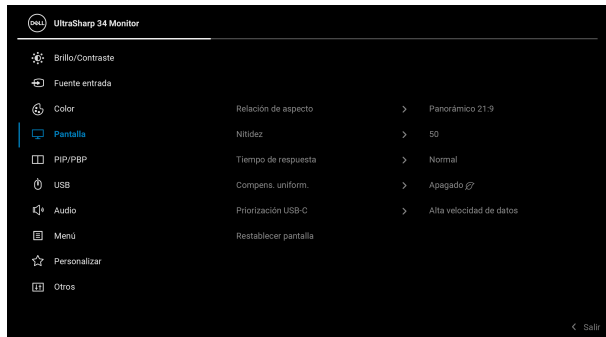 DELL UltraSharp 34 Monitor
Brillo/Contraste
Fuente entrada
Color Relación de aspecto > Panorámico 21:9
Pantalla Nitidez > 50
PIP/PBP Tiempo de respuesta > Normal
USB Compens. uniform. > Apagado
Audio Priorización USB-C > Alta velocidad de datos
Menú Restablecer pantalla
Personalizar
Otros
< Salir